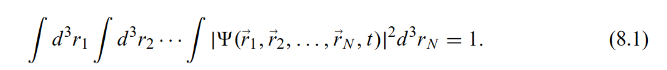 ∫ d³r₁ ∫ d³r₂ ⋯ ∫ |Ψ(r⃗₁, r⃗₂, . . . , r⃗_N, t)|² d³r_N = 1. (8.1)